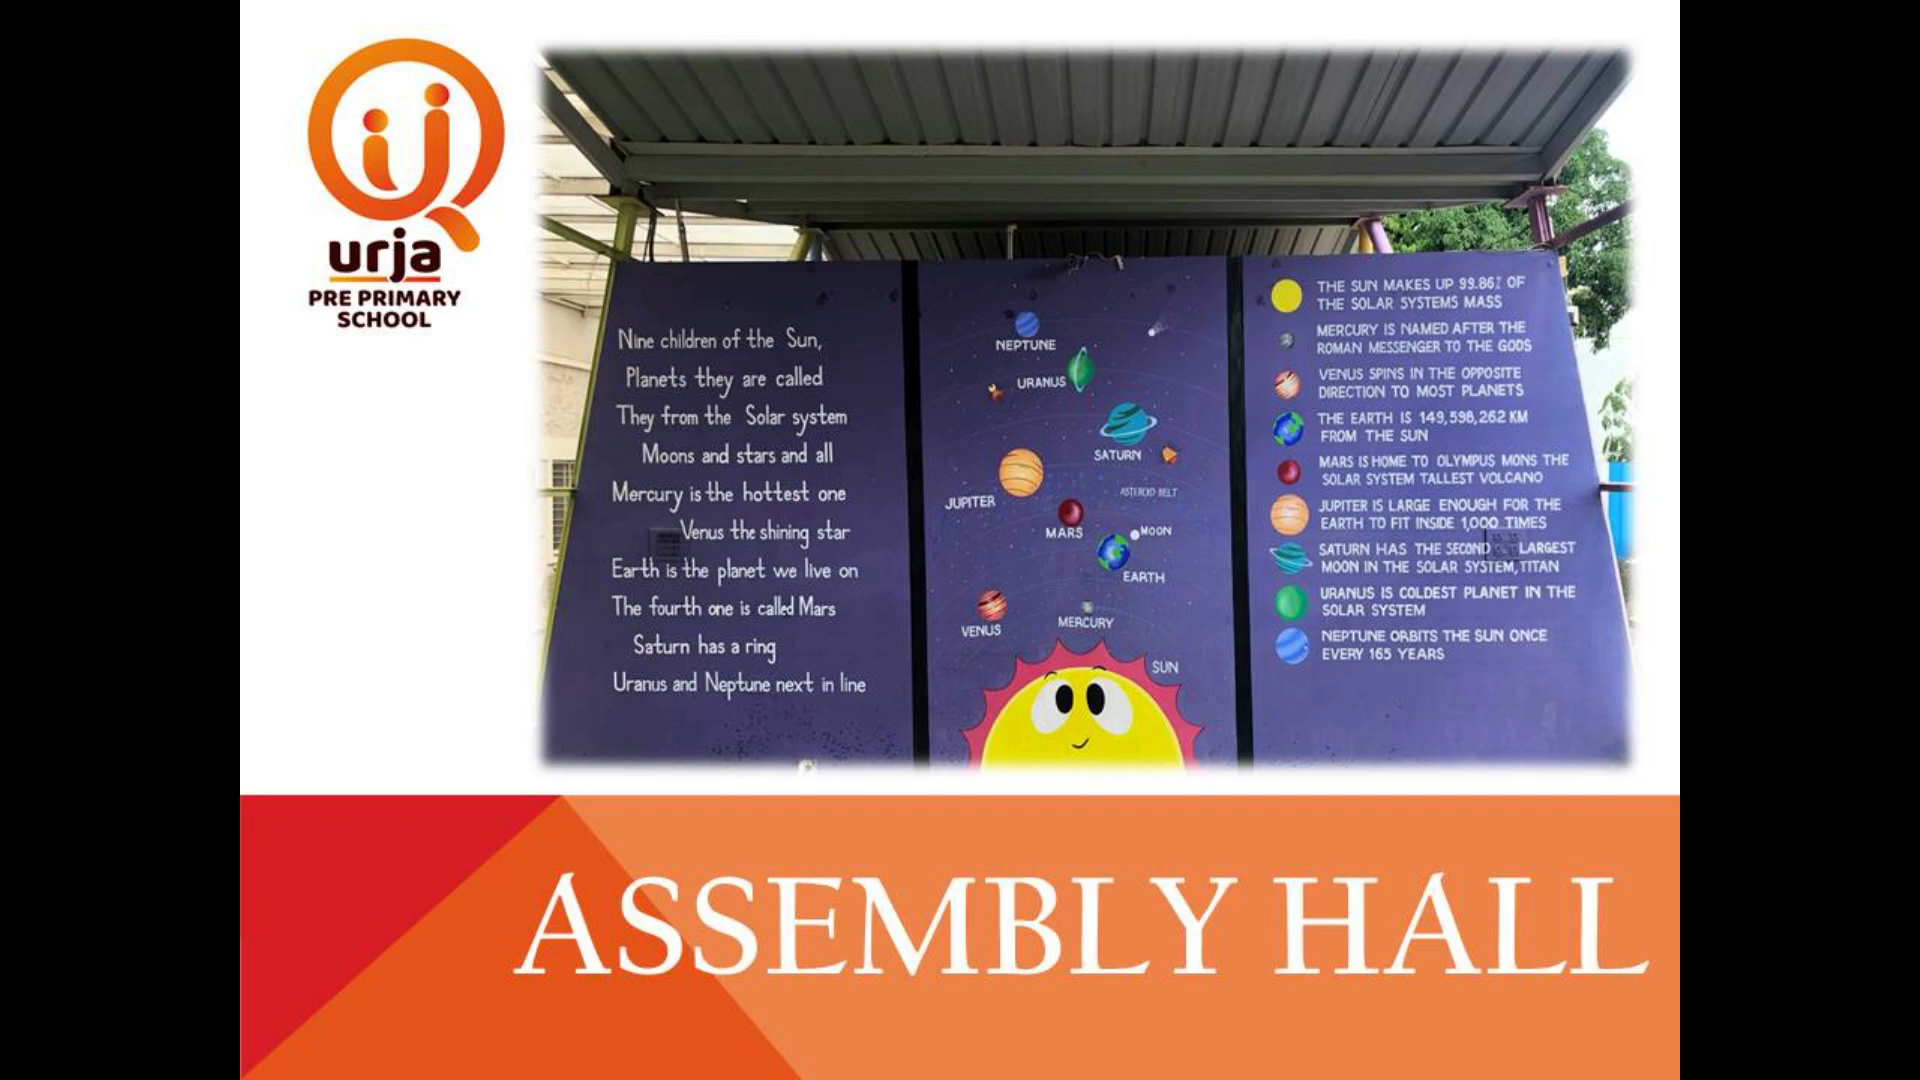 urja
PRE PRIMARY
SCHOOL
Nine children of the Sun,
Planets they are called
They from the Solar system
Moons and stars and all
Mercury is the hottest one
Venus the shining star
Earth is the planet we live on
The fourth one is called Mars
Saturn has a ring
Uranus and Neptune next in line
NEPTUNE
URANUS
SATURN
JUPITER
ASTEROID BELT
MARS
MOON
EARTH
VENUS
MERCURY
SUN
THE SUN MAKES UP 99.86% OF
THE SOLAR SYSTEMS MASS
MERCURY IS NAMED AFTER THE
ROMAN MESSENGER TO THE GODS
VENUS SPINS IN THE OPPOSITE
DIRECTION TO MOST PLANETS
THE EARTH IS 149,598,262 KM
FROM THE SUN
MARS IS HOME TO OLYMPUS MONS THE
SOLAR SYSTEM TALLEST VOLCANO
JUPITER IS LARGE ENOUGH FOR THE
EARTH TO FIT INSIDE 1,000 TIMES
SATURN HAS THE SECOND LARGEST
MOON IN THE SOLAR SYSTEM, TITAN
URANUS IS COLDEST PLANET IN THE
SOLAR SYSTEM
NEPTUNE ORBITS THE SUN ONCE
EVERY 165 YEARS
ASSEMBLY HALL